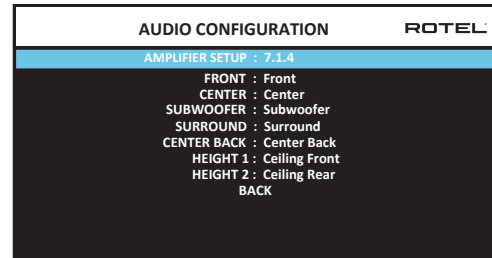 AUDIO CONFIGURATION ROTEL
AMPLIFIER SETUP : 7.1.4
FRONT : Front
CENTER : Center
SUBWOOFER : Subwoofer
SURROUND : Surround
CENTER BACK : Center Back
HEIGHT 1 : Ceiling Front
HEIGHT 2 : Ceiling Rear
BACK